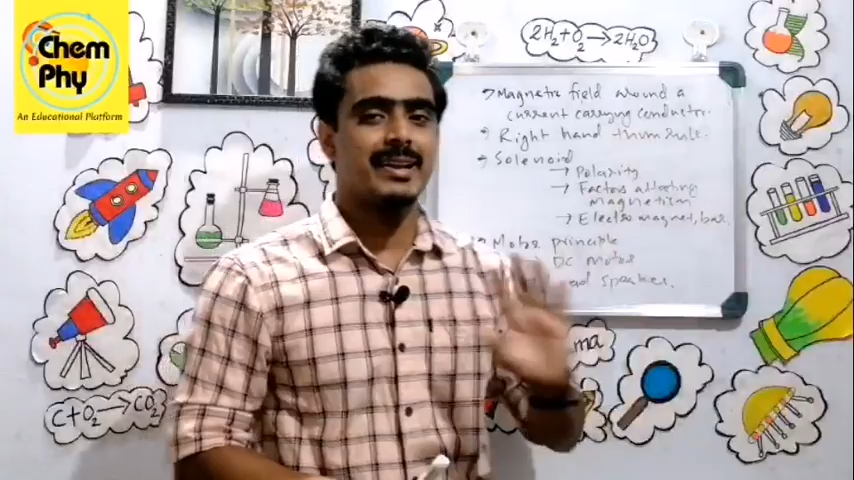 Chem
Phy
An Educational Platform
2H₂+O₂→2H₂O
→ Magnetic field around a
current carrying conductor.
→ Right hand thumb rule.
→ Solenoid
→ Polarity
→ Factors affecting
magnetism
→ Electromagnet, bar
Motor principle
DC Motor
speaker.
C+O₂→CO₂